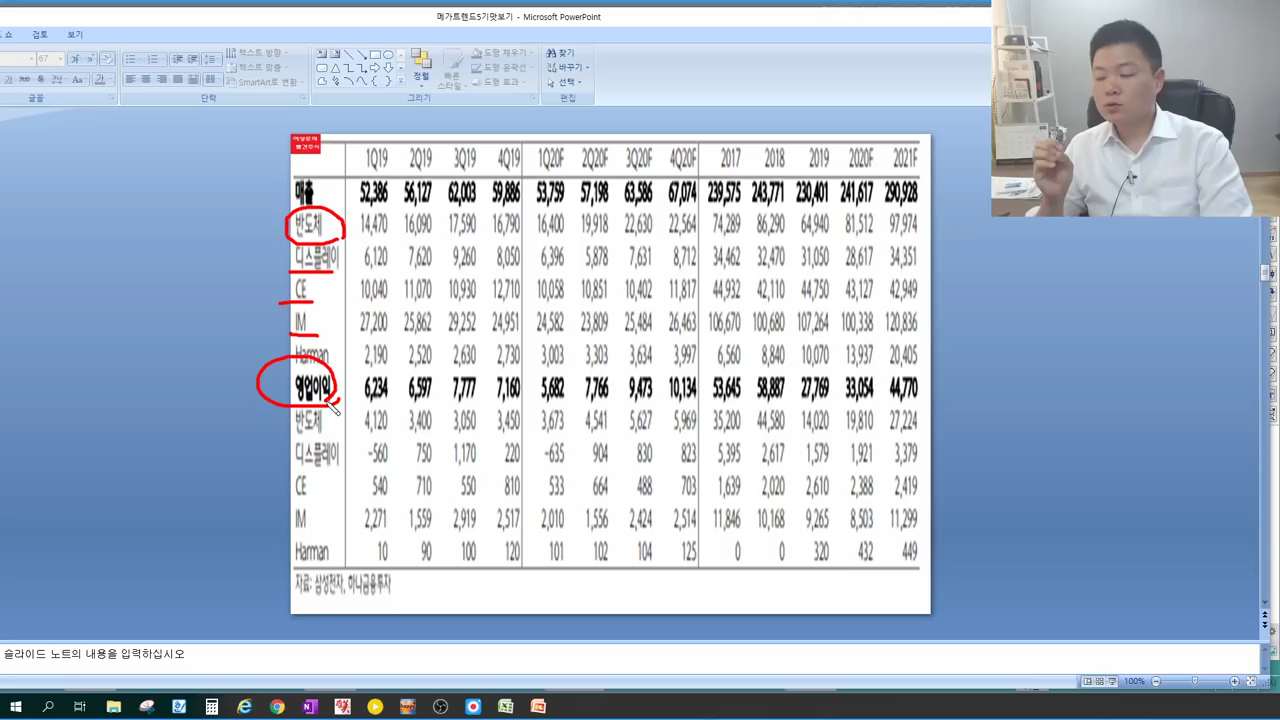 메가트렌드5기맛보기 - Microsoft PowerPoint
쇼 검토 보기
67
텍스트 방향
텍스트 맞춤
SmartArt로 변환
정렬
빠른 스타일
도형 채우기
도형 윤곽선
도형 효과
찾기
바꾸기
선택
글꼴 단락 그리기 편집
이상로의
빨간주식
1Q19 2Q19 3Q19 4Q19 1Q20F 2Q20F 3Q20F 4Q20F 2017 2018 2019 2020F 2021F
매출 52,386 56,127 62,003 59,886 53,759 57,198 63,586 67,074 239,575 243,771 230,401 241,617 290,928
반도체 14,470 16,090 17,590 16,790 16,400 19,918 22,630 22,564 74,289 86,290 64,940 81,512 97,974
디스플레이 6,120 7,620 9,260 8,050 6,396 5,878 7,631 8,712 34,462 32,470 31,050 28,617 34,351
CE 10,040 11,070 10,930 12,710 10,058 10,851 10,402 11,817 44,932 42,110 44,750 43,127 42,949
IM 27,200 25,862 29,252 24,951 24,582 23,809 25,484 26,463 106,670 100,680 107,264 100,338 120,836
Harman 2,190 2,520 2,630 2,730 3,003 3,303 3,634 3,997 6,560 8,840 10,070 13,937 20,405
영업이익 6,234 6,597 7,777 7,160 5,682 7,766 9,473 10,134 53,645 58,887 27,769 33,054 44,770
반도체 4,120 3,400 3,050 3,450 3,673 4,541 5,627 5,969 35,200 44,580 14,020 19,810 27,224
디스플레이 -560 750 1,170 220 -635 904 830 823 5,395 2,617 1,579 1,921 3,379
CE 540 710 550 810 533 664 488 703 1,639 2,020 2,610 2,388 2,419
IM 2,271 1,559 2,919 2,517 2,010 1,556 2,424 2,514 11,846 10,168 9,265 8,503 11,299
Harman 10 90 100 120 101 102 104 125 0 0 320 432 449
자료: 삼성전자, 하나금융투자
슬라이드 노트의 내용을 입력하십시오
100%